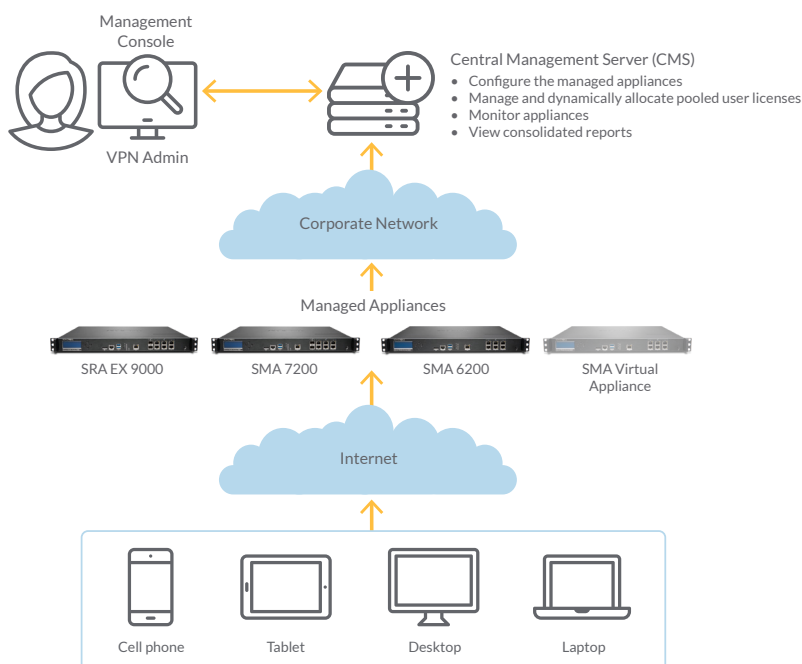 Management
Console
VPN Admin
Central Management Server (CMS)
• Configure the managed appliances
• Manage and dynamically allocate pooled user licenses
• Monitor appliances
• View consolidated reports
Corporate Network
Managed Appliances
SRA EX 9000
SMA 7200
SMA 6200
SMA Virtual
Appliance
Internet
Cell phone
Tablet
Desktop
Laptop